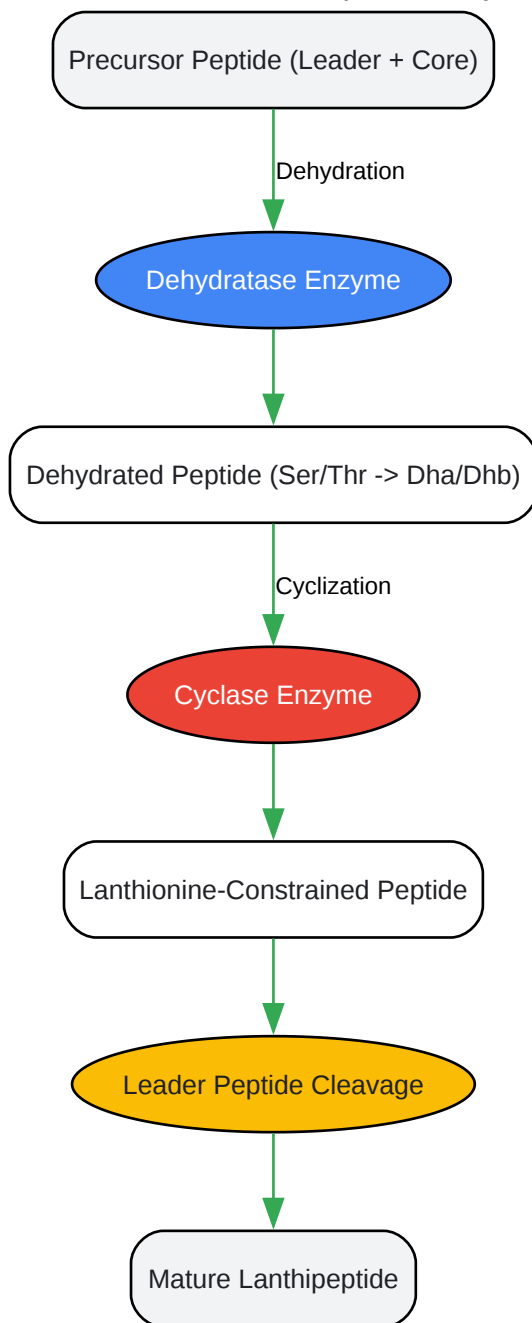 Precursor Peptide (Leader + Core)
Dehydration
Dehydratase Enzyme
Dehydrated Peptide (Ser/Thr -> Dha/Dhb)
Cyclization
Cyclase Enzyme
Lanthionine-Constrained Peptide
Leader Peptide Cleavage
Mature Lanthipeptide